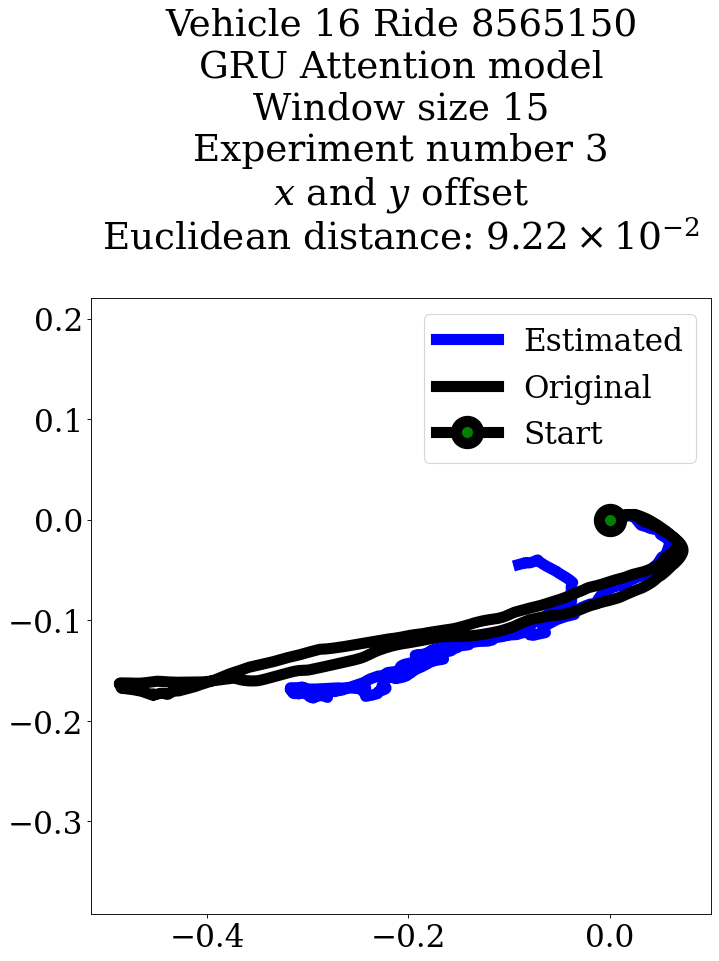 Vehicle 16 Ride 8565150
GRU Attention model
Window size 15
Experiment number 3
x and y offset
Euclidean distance: 9.22 × 10⁻²
Estimated
Original
Start
0.2
0.1
0.0
−0.1
−0.2
−0.3
−0.4
−0.2
0.0